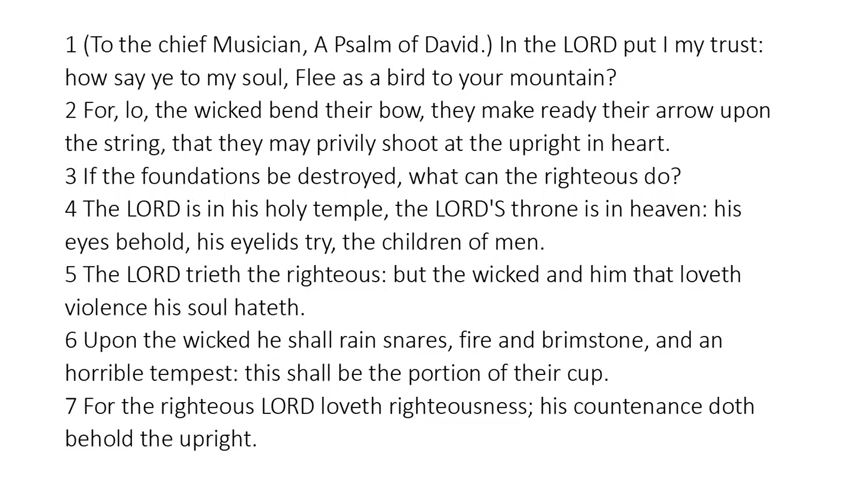 1 (To the chief Musician, A Psalm of David.) In the LORD put I my trust:
how say ye to my soul, Flee as a bird to your mountain?
2 For, lo, the wicked bend their bow, they make ready their arrow upon
the string, that they may privily shoot at the upright in heart.
3 If the foundations be destroyed, what can the righteous do?
4 The LORD is in his holy temple, the LORD'S throne is in heaven: his
eyes behold, his eyelids try, the children of men.
5 The LORD trieth the righteous: but the wicked and him that loveth
violence his soul hateth.
6 Upon the wicked he shall rain snares, fire and brimstone, and an
horrible tempest: this shall be the portion of their cup.
7 For the righteous LORD loveth righteousness; his countenance doth
behold the upright.